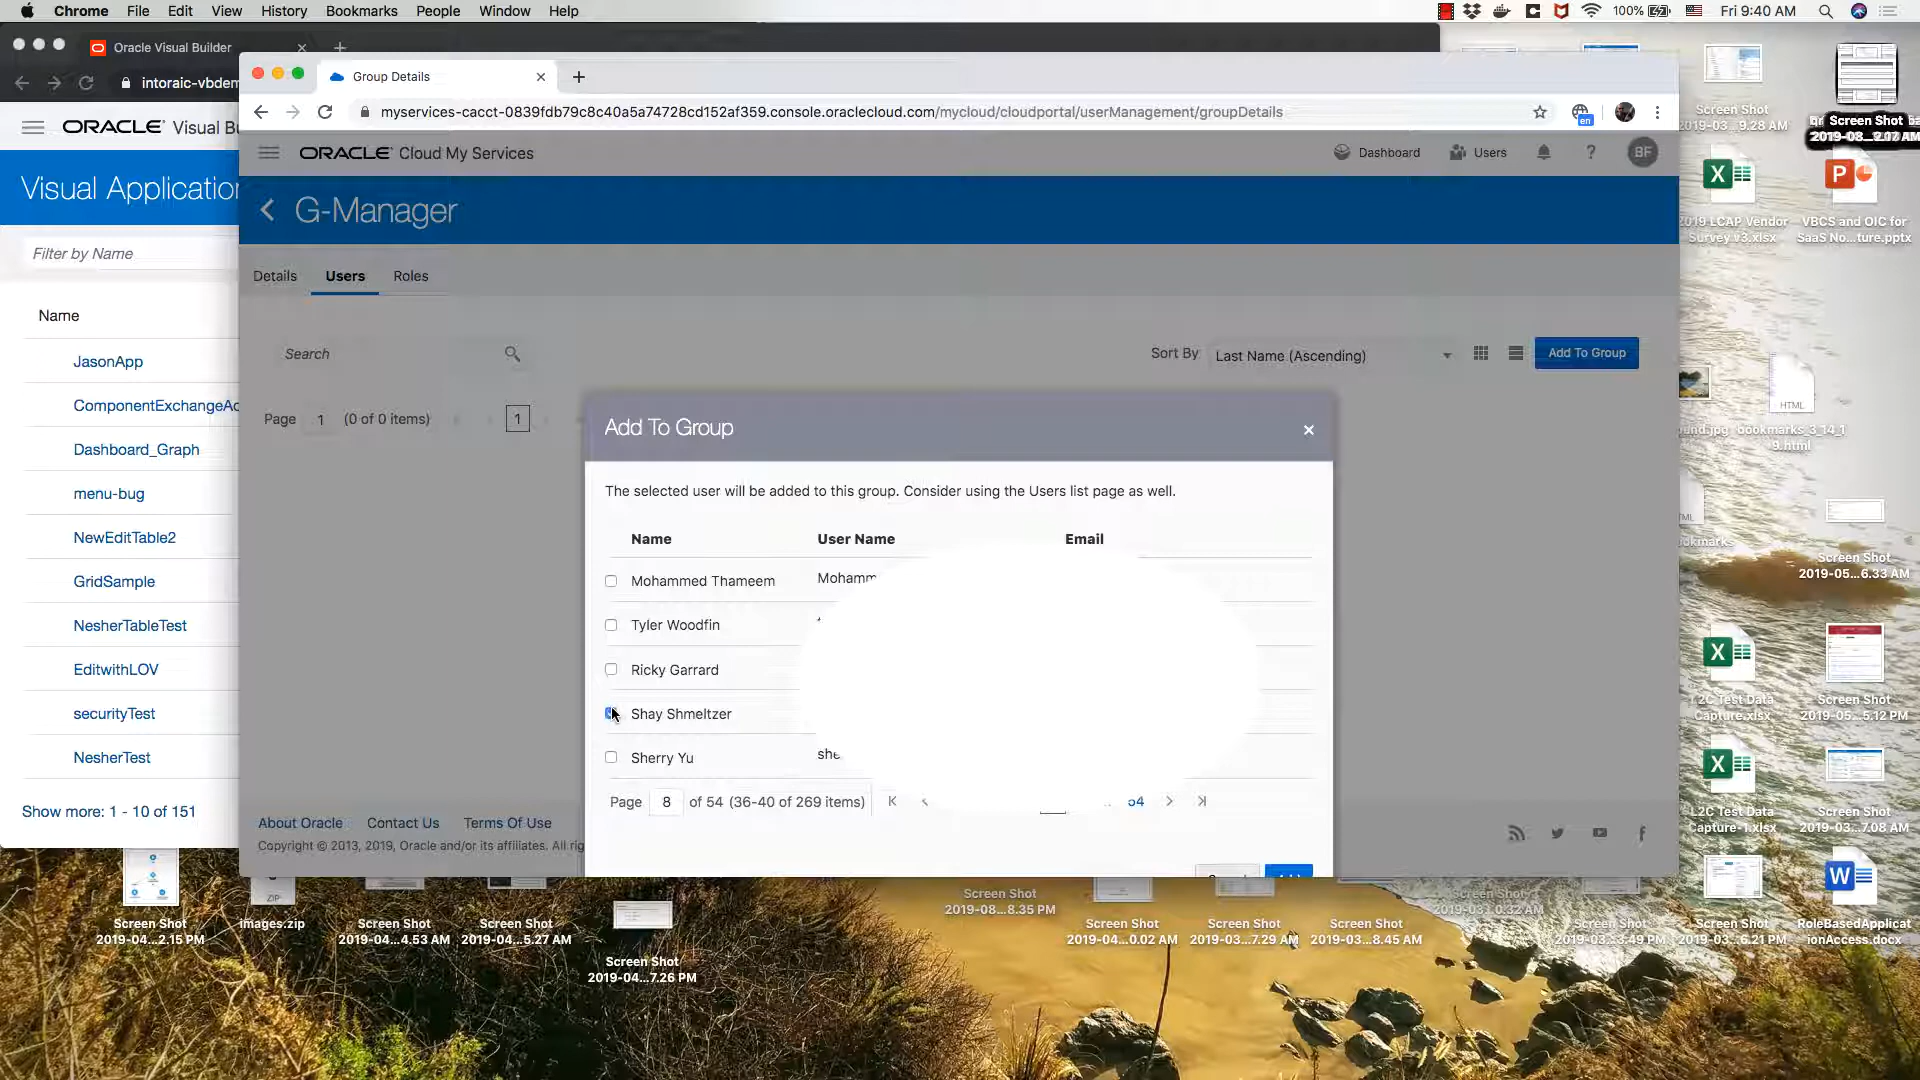 Chrome File Edit View History Bookmarks People Window Help
100% Fri 9:40 AM
Oracle Visual Builder
intoraic-vbdem
ORACLE Visual Bu
Visual Application
Filter by Name
Name
JasonApp
ComponentExchangeAc
Dashboard_Graph
menu-bug
NewEditTable2
GridSample
NesherTableTest
EditwithLOV
securityTest
NesherTest
Show more: 1 - 10 of 151
Group Details
myservices-cacct-0839fdb79c8c40a5a74728cd152af359.console.oraclecloud.com/mycloud/cloudportal/userManagement/groupDetails
en
ORACLE Cloud My Services
Dashboard Users ? BF
G-Manager
Details Users Roles
Search
Sort By Last Name (Ascending) Add To Group
Page 1 (0 of 0 items) 1
Add To Group
The selected user will be added to this group. Consider using the Users list page as well.
Name User Name Email
Mohammed Thameem Mohamm
Tyler Woodfin
Ricky Garrard
Shay Shmeltzer
Sherry Yu she
Page 8 of 54 (36-40 of 269 items) 54
About Oracle Contact Us Terms Of Use
Copyright © 2013, 2019, Oracle and/or its affiliates. All rig
Screen Shot
2019-03...9.28 AM
Screen Shot
2019-08...9.17 AM
2019 LCAP Vendor
Survey v3.xlsx
VBCS and OIC for
SaaS No...ture.pptx
HTML
bookmarks_3_14_1
9.html
Screen Shot
2019-05...6.33 AM
L2C Test Data
Capture.xlsx
Screen Shot
2019-05...5.12 PM
L2C Test Data
Capture-1.xlsx
Screen Shot
2019-03...7.08 AM
Screen Shot
2019-04...2.15 PM
ZIP
images.zip
Screen Shot
2019-04...4.53 AM
Screen Shot
2019-04...5.27 AM
Screen Shot
2019-04...7.26 PM
Screen Shot
2019-08...8.35 PM
Screen Shot
2019-04...0.02 AM
Screen Shot
2019-03...7.29 AM
Screen Shot
2019-03...8.45 AM
Screen Shot
2019-03...3:49 PM
Screen Shot
2019-03...6.21 PM
RoleBasedApplicat
ionAccess.docx